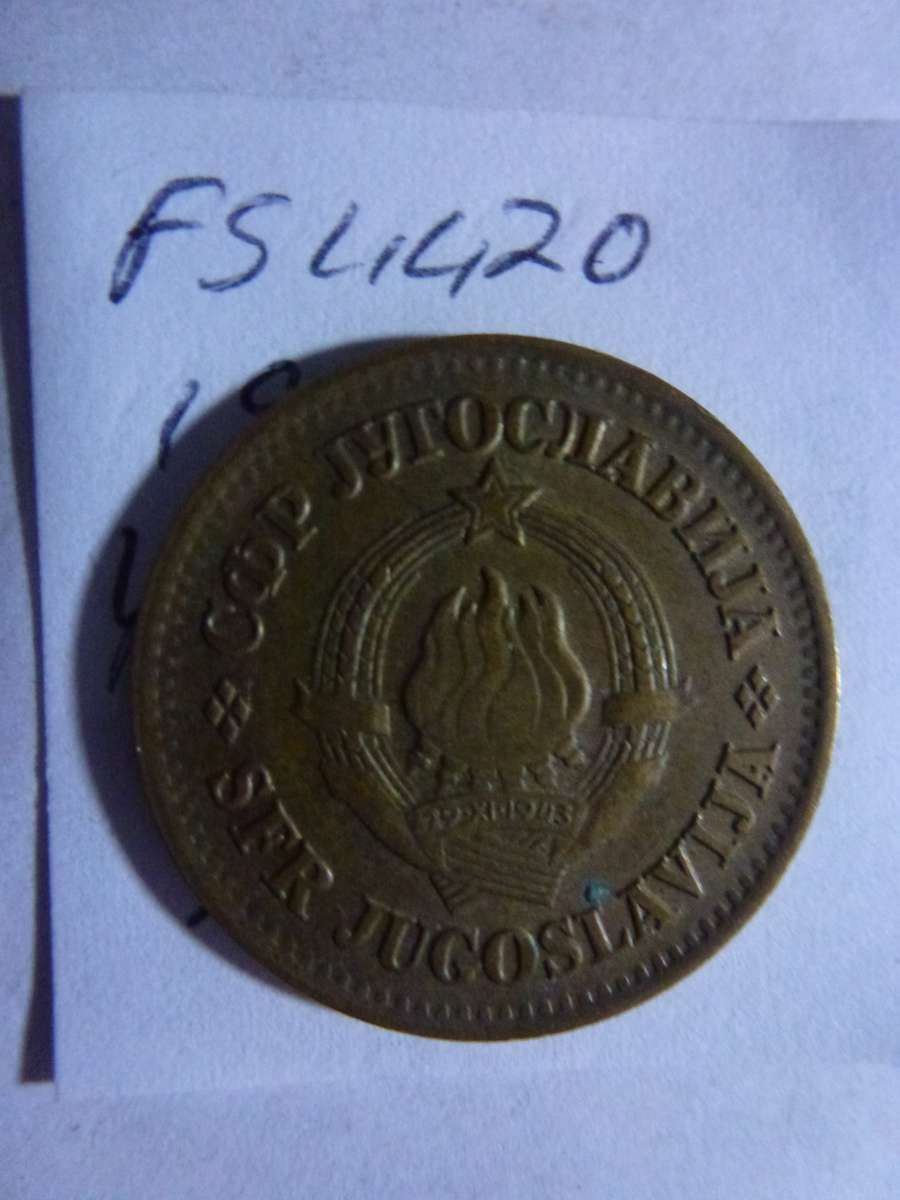 FS4420
СФР ЈУГОСЛАВИЈА
29·XI·1943
SFR JUGOSLAVIJA